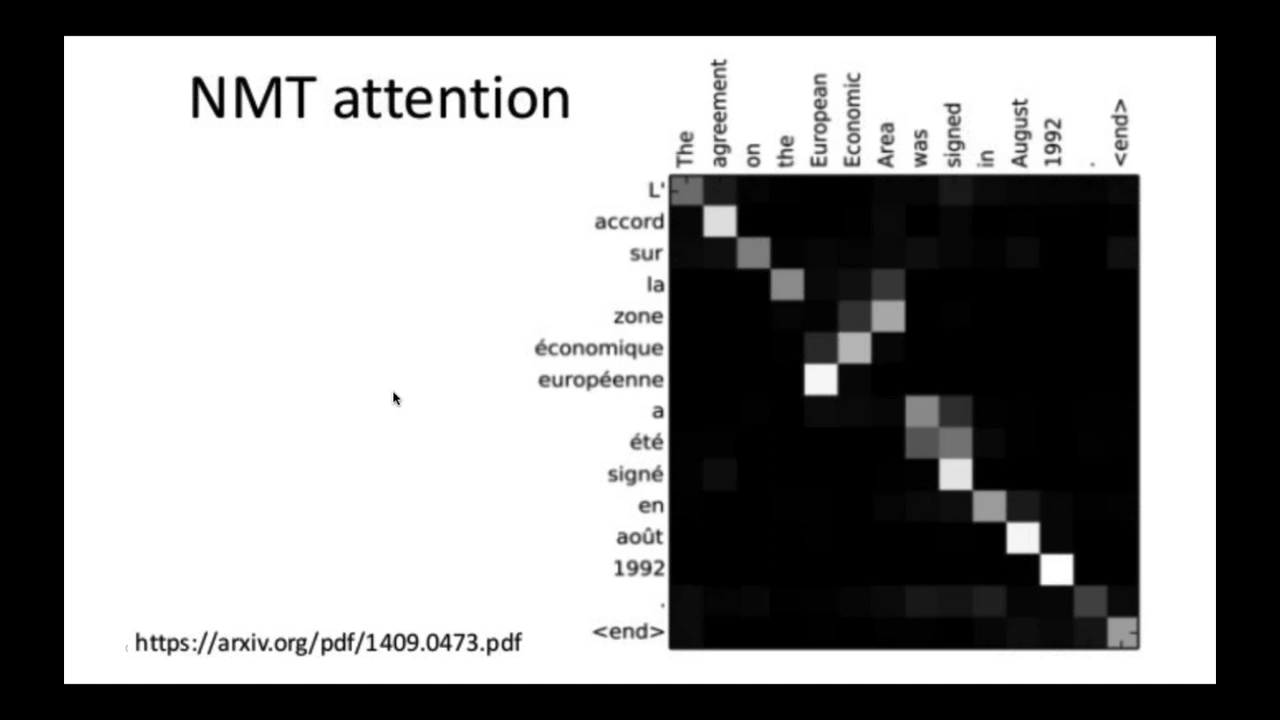 NMT attention
The
agreement
on
the
European
Economic
Area
was
signed
in
August
1992
.
<end>
L'
accord
sur
la
zone
économique
européenne
a
été
signé
en
août
1992
.
<end>
https://arxiv.org/pdf/1409.0473.pdf